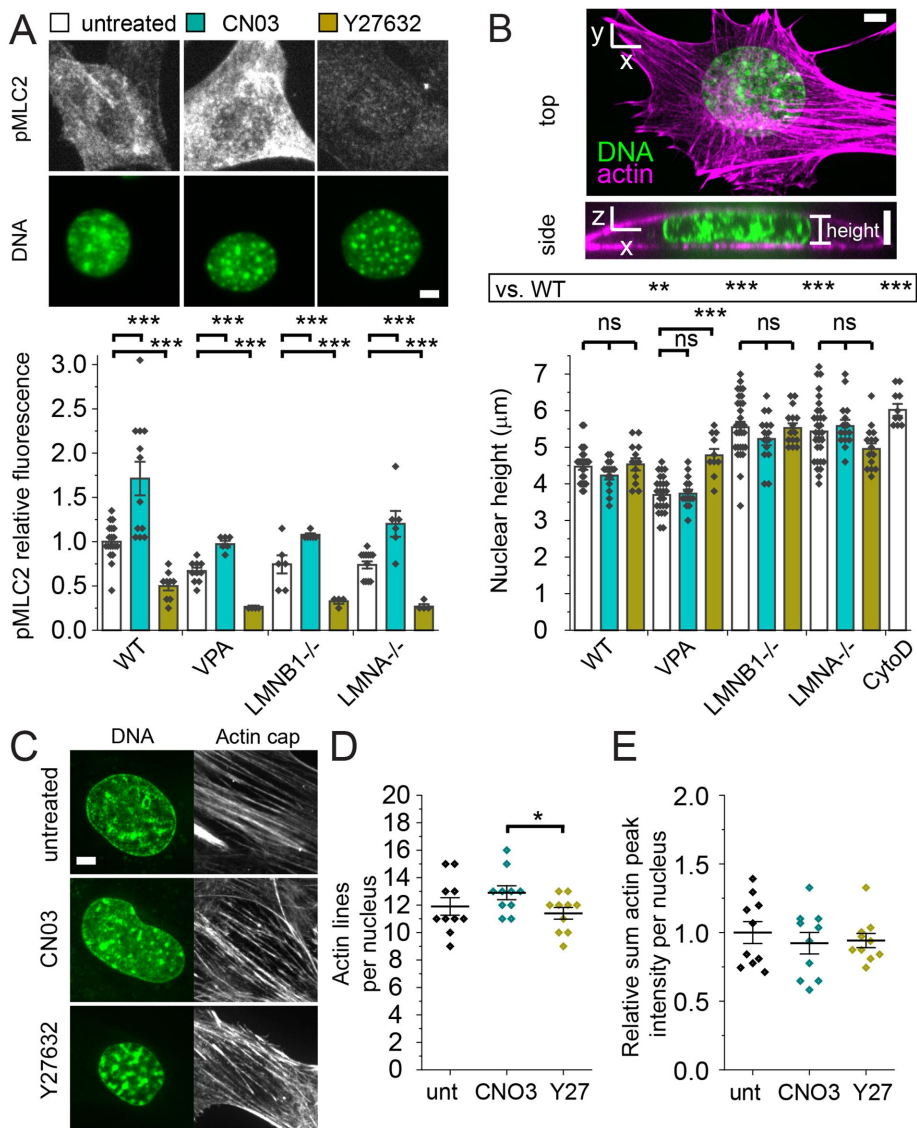 A
untreated
CN03
Y27632
pMLC2
DNA
*** *** *** ***
*** *** *** ***
pMLC2 relative fluorescence
3.0
2.5
2.0
1.5
1.0
0.5
0.0
WT
VPA
LMNB1-/-
LMNA-/-
B
y
x
top
DNA
actin
side
z
x
height
vs. WT ** *** *** ***
ns *** ns ns
ns
Nuclear height (μm)
7
6
5
4
3
2
1
0
WT
VPA
LMNB1-/-
LMNA-/-
CytoD
C
DNA
Actin cap
untreated
CN03
Y27632
D
Actin lines
per nucleus
20
18
16
14
12
10
8
6
4
2
0
*
unt
CNO3
Y27
E
Relative sum actin peak
intensity per nucleus
2.0
1.5
1.0
0.5
0.0
unt
CNO3
Y27